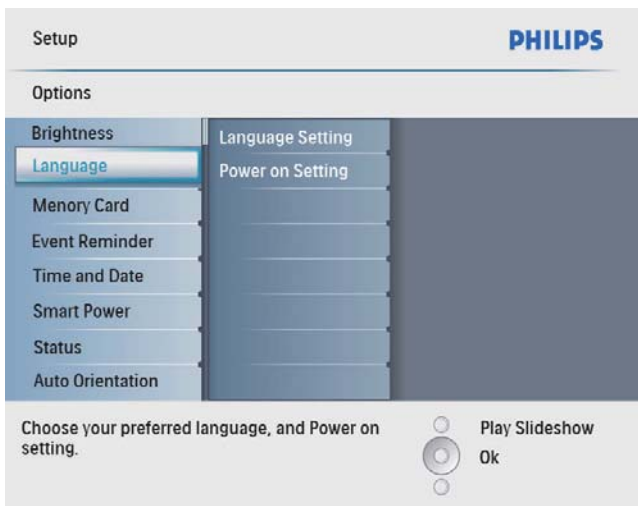 Setup
PHILIPS
Options
Brightness
Language
Menory Card
Event Reminder
Time and Date
Smart Power
Status
Auto Orientation
Language Setting
Power on Setting
Choose your preferred language, and Power on
setting.
Play Slideshow
Ok